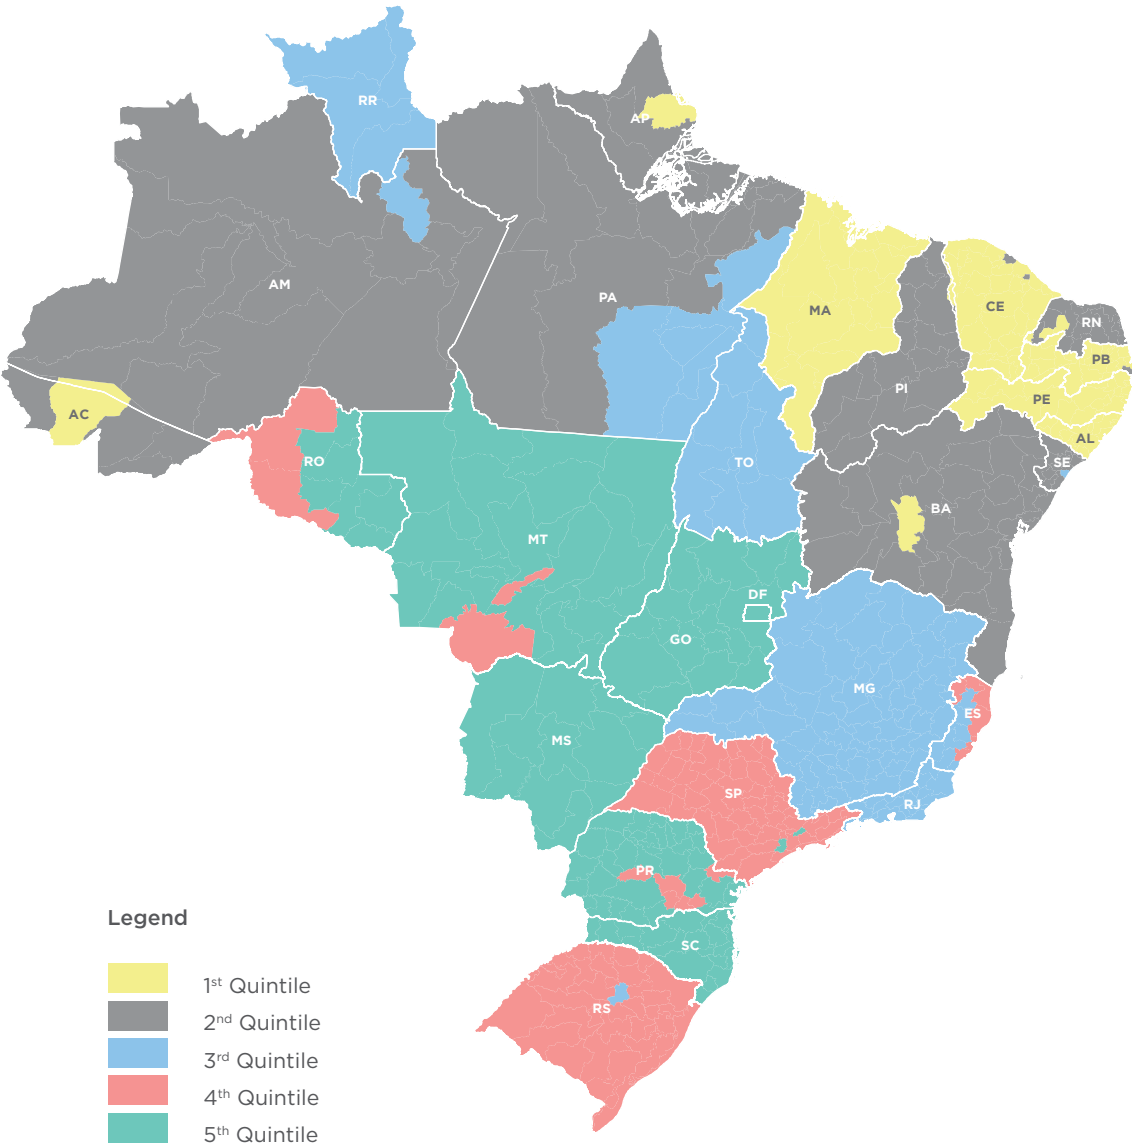 RR
AP
AM
PA
MA
CE
RN
PB
PI
PE
AC
AL
RO
TO
SE
BA
MT
DF
GO
MG
ES
MS
SP
RJ
PR
SC
RS
Legend
1st Quintile
2nd Quintile
3rd Quintile
4th Quintile
5th Quintile